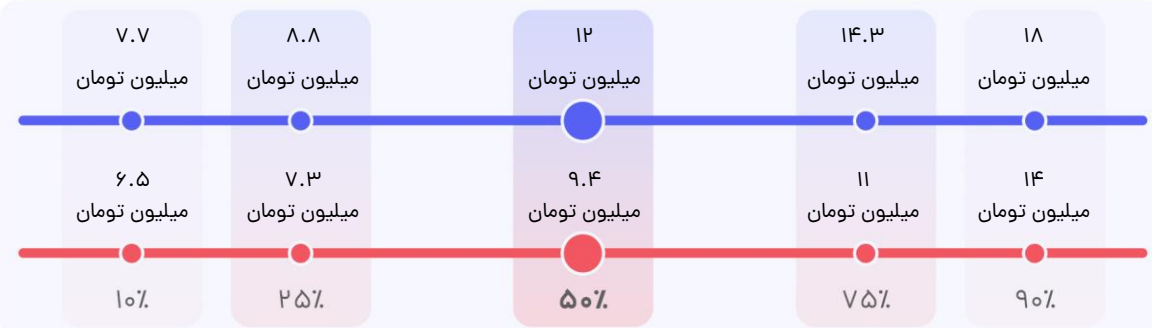 ۷.۷ ۸.۸ ۱۲ ۱۴.۳ ۱۸
میلیون تومان میلیون تومان میلیون تومان میلیون تومان میلیون تومان
۶.۵ ۷.۳ ۹.۴ ۱۱ ۱۴
میلیون تومان میلیون تومان میلیون تومان میلیون تومان میلیون تومان
۱۰٪ ۲۵٪ ۵۰٪ ۷۵٪ ۹۰٪